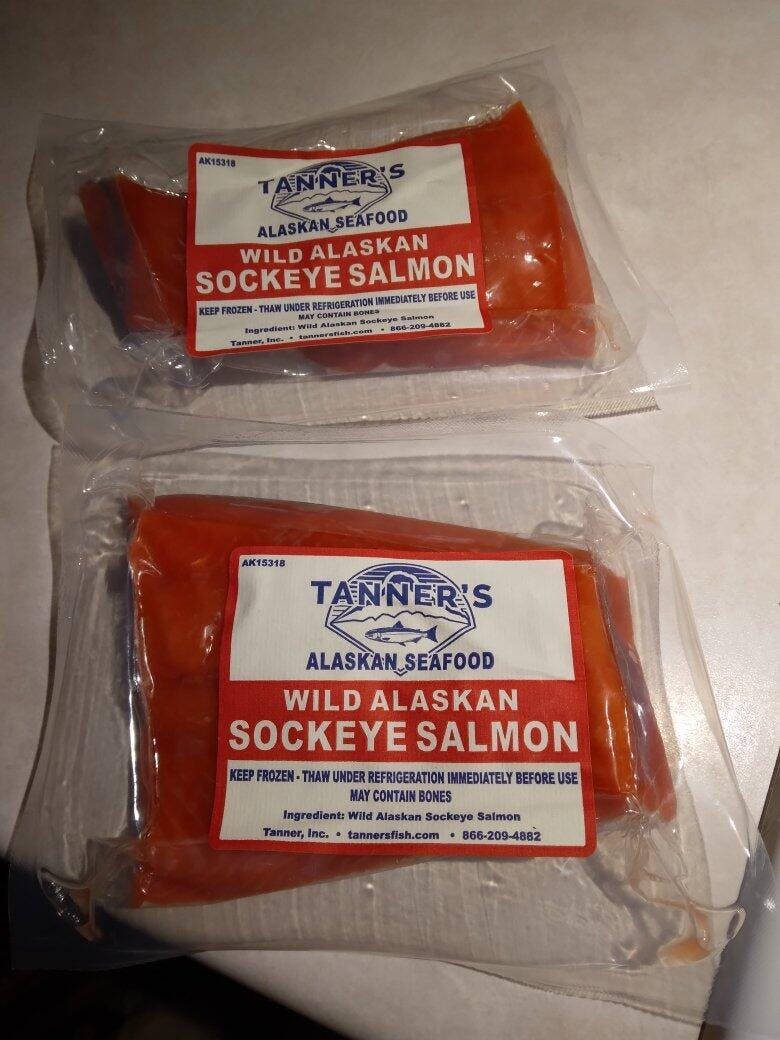 AK15318
TANNER'S
ALASKAN SEAFOOD
WILD ALASKAN
SOCKEYE SALMON
KEEP FROZEN - THAW UNDER REFRIGERATION IMMEDIATELY BEFORE USE
MAY CONTAIN BONES
Ingredient: Wild Alaskan Sockeye Salmon
Tanner, Inc. • tannersfish.com • 866-209-4882
AK15318
TANNER'S
ALASKAN SEAFOOD
WILD ALASKAN
SOCKEYE SALMON
KEEP FROZEN - THAW UNDER REFRIGERATION IMMEDIATELY BEFORE USE
MAY CONTAIN BONES
Ingredient: Wild Alaskan Sockeye Salmon
Tanner, Inc. • tannersfish.com • 866-209-4882